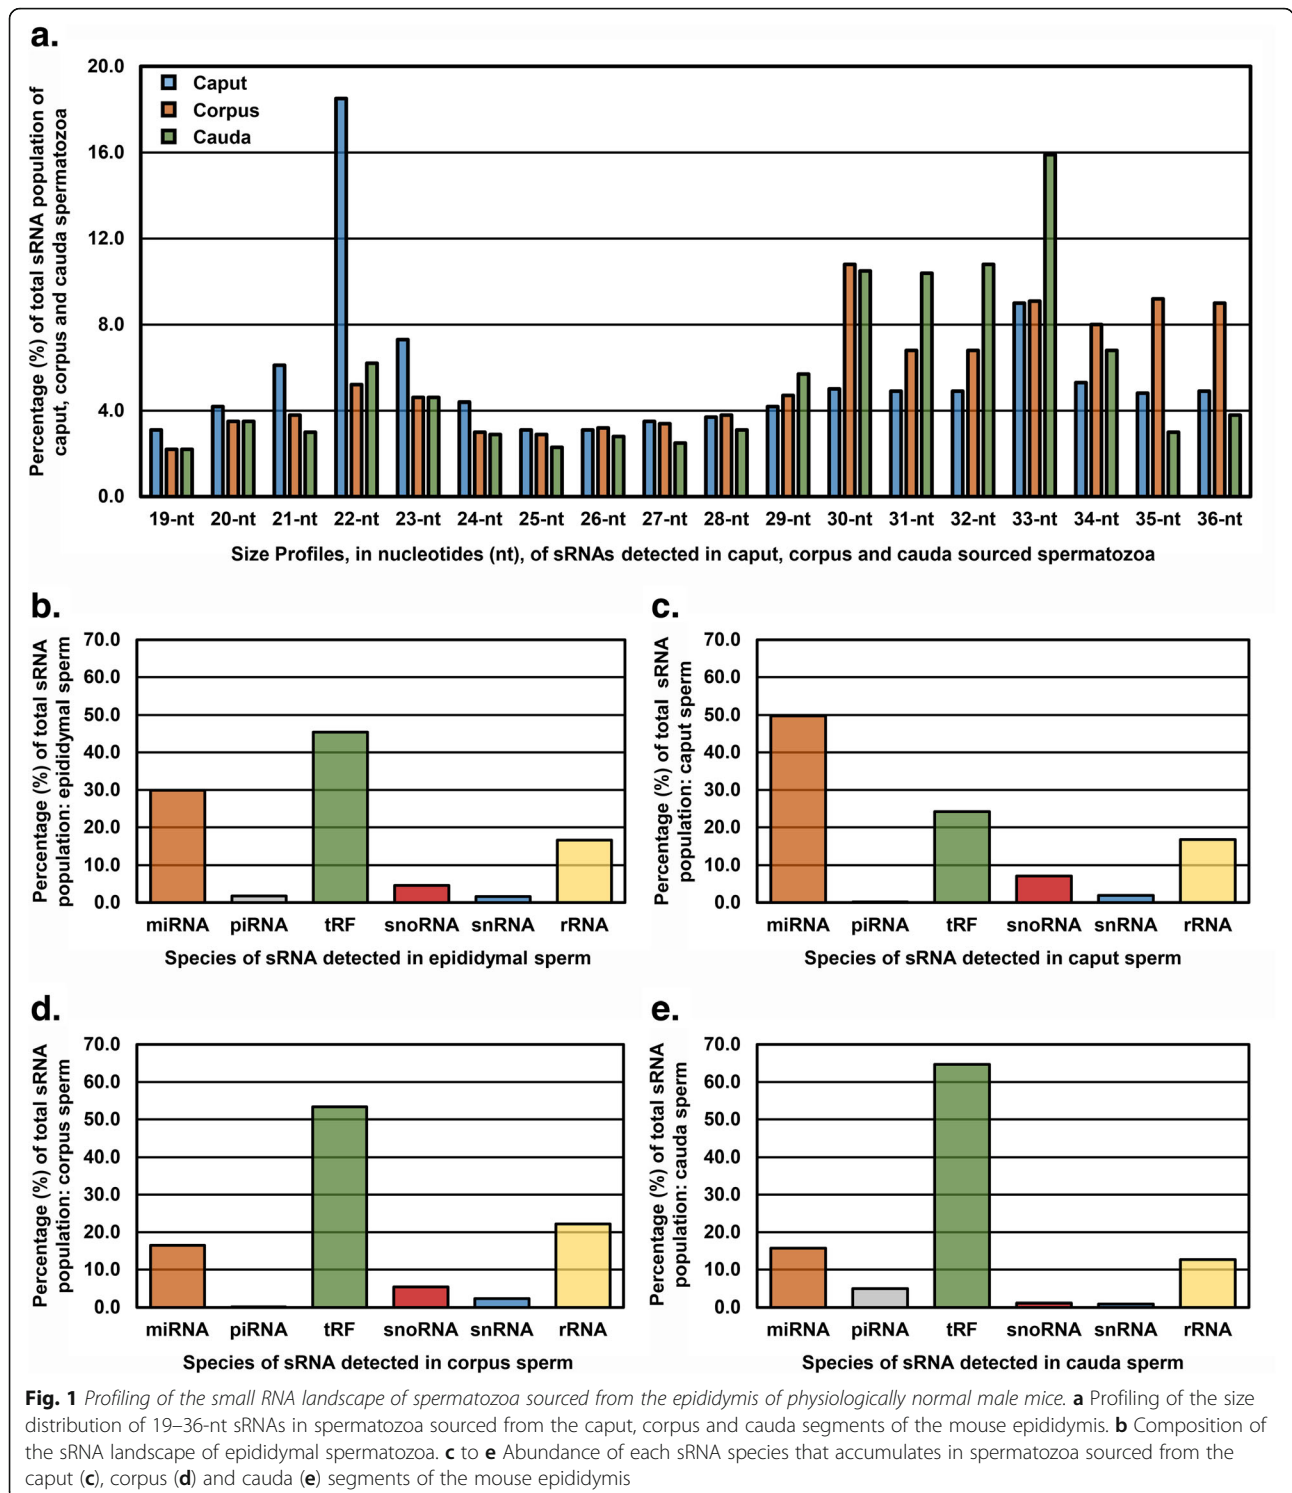 a.
Percentage (%) of total sRNA population of
caput, corpus and cauda spermatozoa
20.0
16.0
12.0
8.0
4.0
0.0
Caput
Corpus
Cauda
19-nt 20-nt 21-nt 22-nt 23-nt 24-nt 25-nt 26-nt 27-nt 28-nt 29-nt 30-nt 31-nt 32-nt 33-nt 34-nt 35-nt 36-nt
Size Profiles, in nucleotides (nt), of sRNAs detected in caput, corpus and cauda sourced spermatozoa
b.
Percentage (%) of total sRNA
population: epididymal sperm
70.0
60.0
50.0
40.0
30.0
20.0
10.0
0.0
miRNA piRNA tRF snoRNA snRNA rRNA
Species of sRNA detected in epididymal sperm
c.
Percentage (%) of total sRNA
population: caput sperm
70.0
60.0
50.0
40.0
30.0
20.0
10.0
0.0
miRNA piRNA tRF snoRNA snRNA rRNA
Species of sRNA detected in caput sperm
d.
Percentage (%) of total sRNA
population: corpus sperm
70.0
60.0
50.0
40.0
30.0
20.0
10.0
0.0
miRNA piRNA tRF snoRNA snRNA rRNA
Species of sRNA detected in corpus sperm
e.
Percentage (%) of total sRNA
population: cauda sperm
70.0
60.0
50.0
40.0
30.0
20.0
10.0
0.0
miRNA piRNA tRF snoRNA snRNA rRNA
Species of sRNA detected in cauda sperm
Fig. 1 Profiling of the small RNA landscape of spermatozoa sourced from the epididymis of physiologically normal male mice. a Profiling of the size
distribution of 19–36-nt sRNAs in spermatozoa sourced from the caput, corpus and cauda segments of the mouse epididymis. b Composition of
the sRNA landscape of epididymal spermatozoa. c to e Abundance of each sRNA species that accumulates in spermatozoa sourced from the
caput (c), corpus (d) and cauda (e) segments of the mouse epididymis